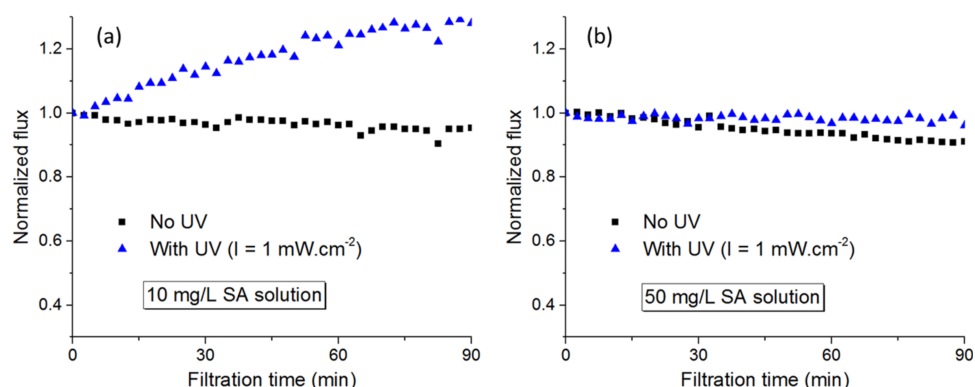 (a)
Normalized flux
1.2
1.0
0.8
0.6
0.4
No UV
With UV (I = 1 mW.cm⁻²)
10 mg/L SA solution
0
30
60
90
Filtration time (min)
(b)
Normalized flux
1.2
1.0
0.8
0.6
0.4
No UV
With UV (I = 1 mW.cm⁻²)
50 mg/L SA solution
0
30
60
90
Filtration time (min)